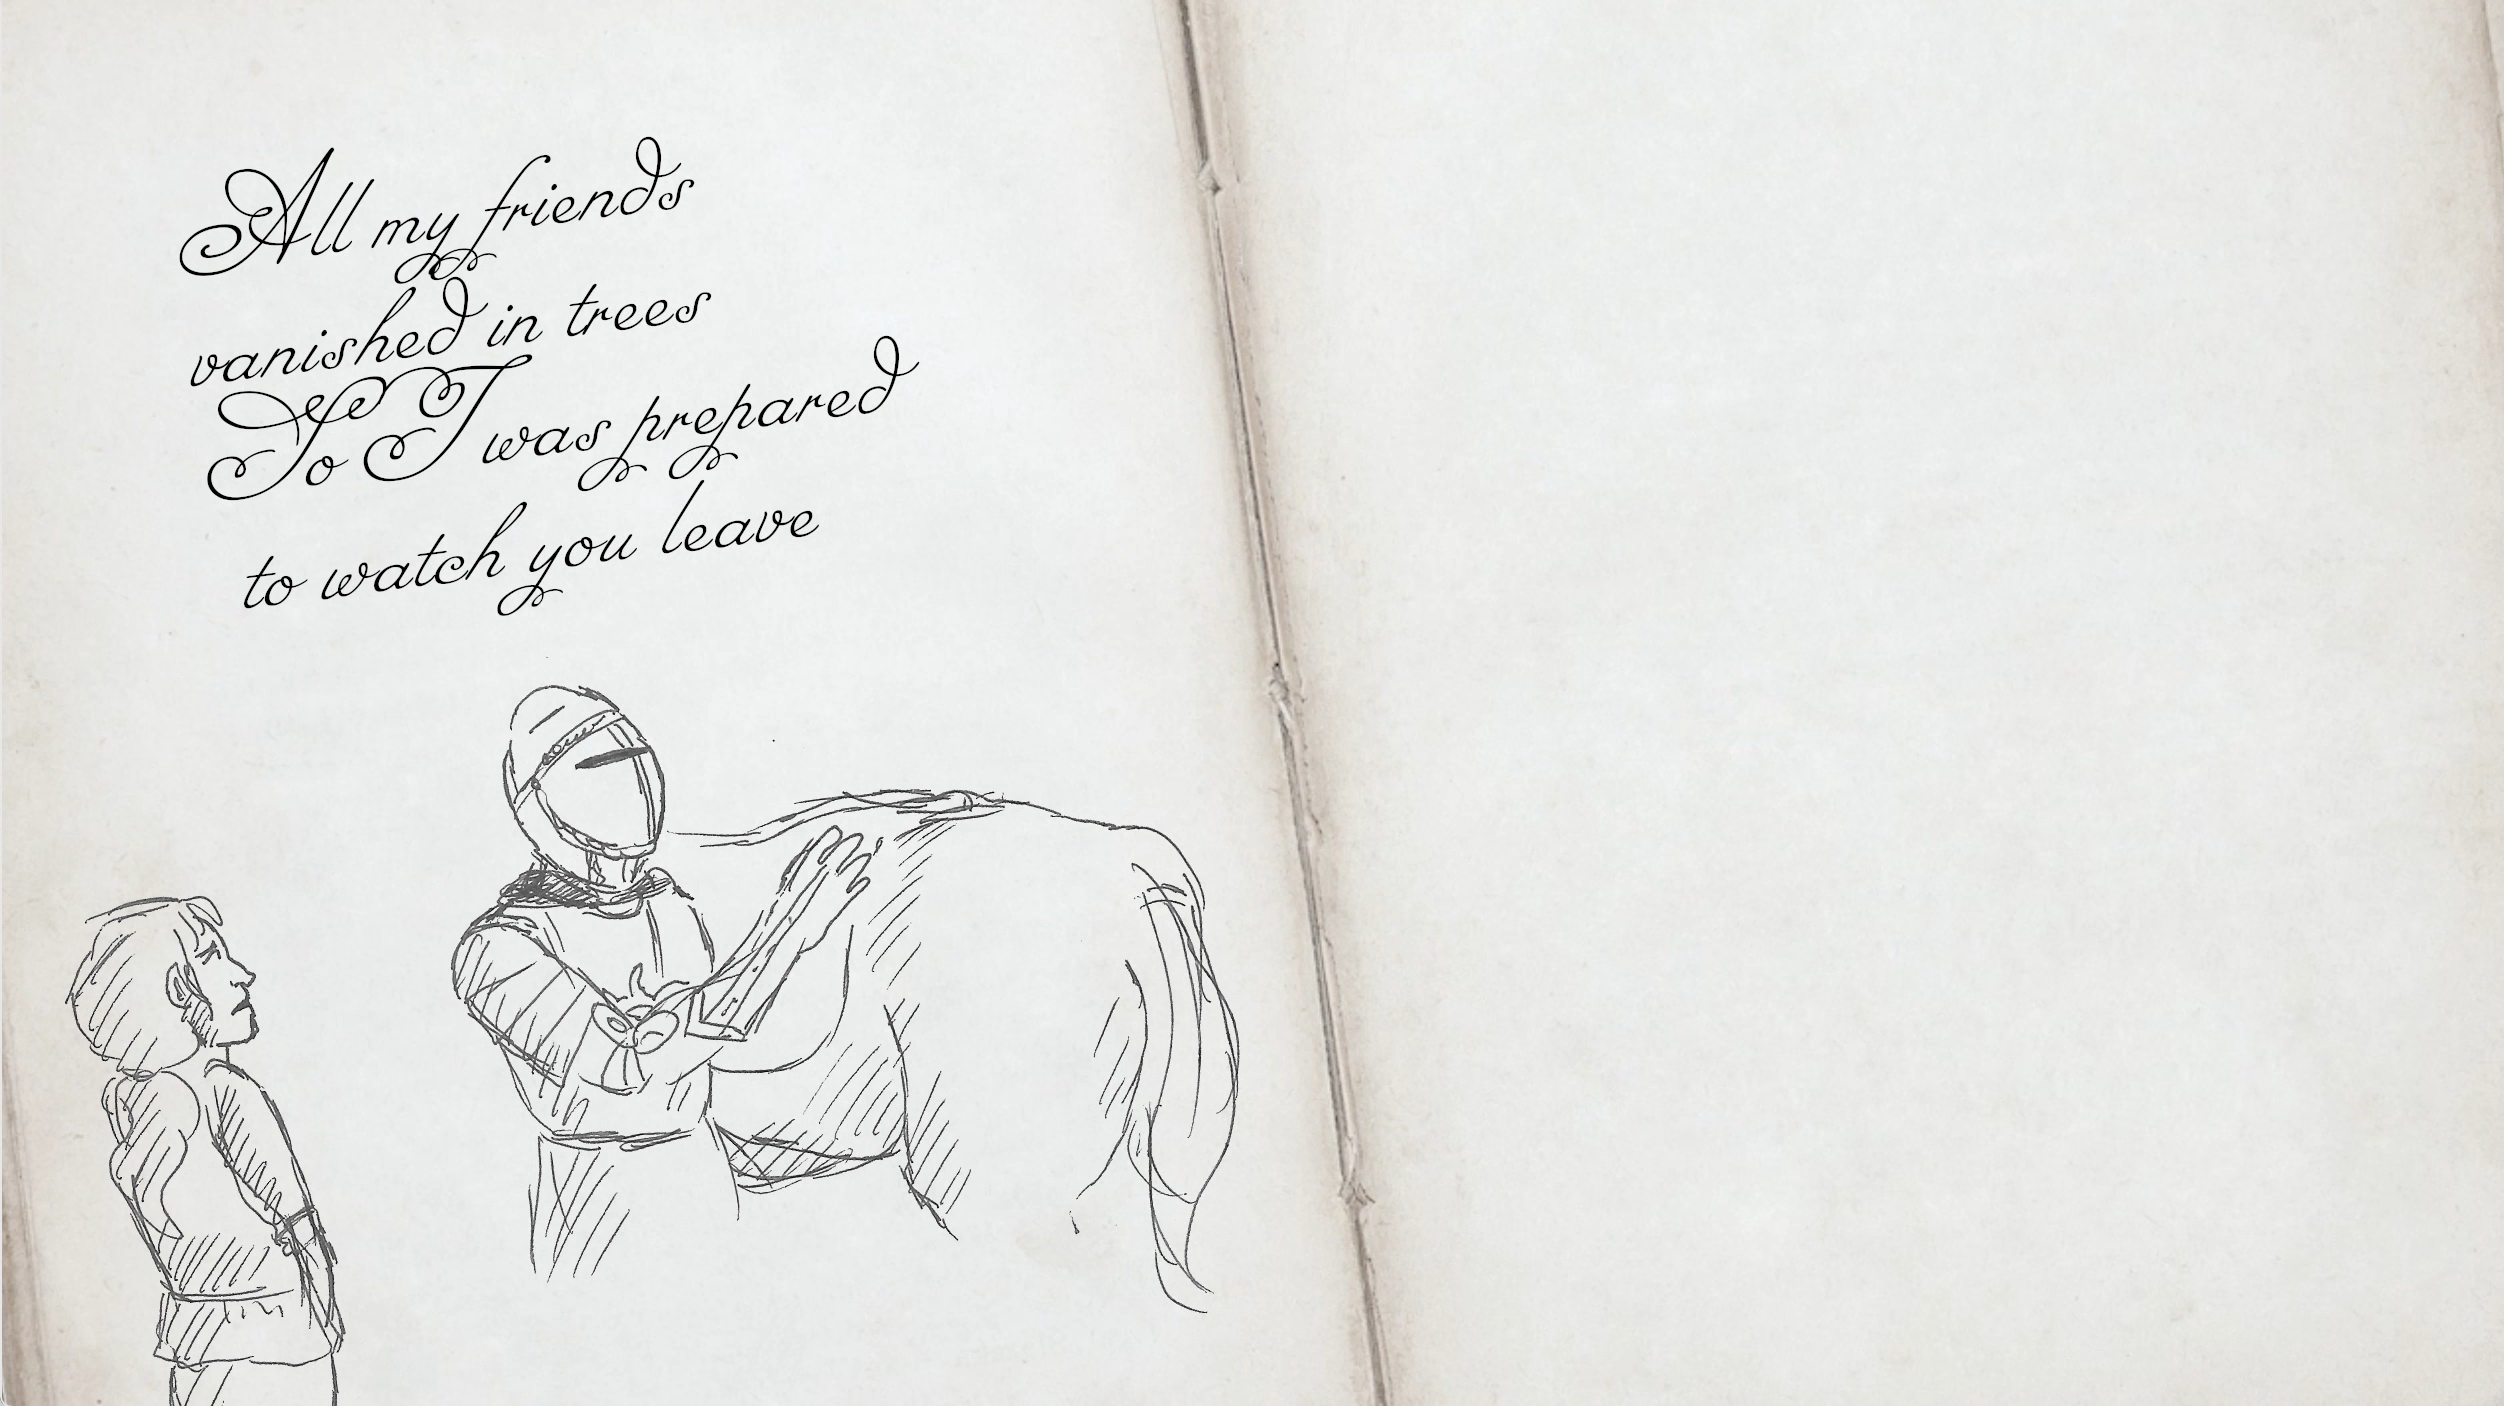 All my friends
vanished in trees
So I was prepared
to watch you leave